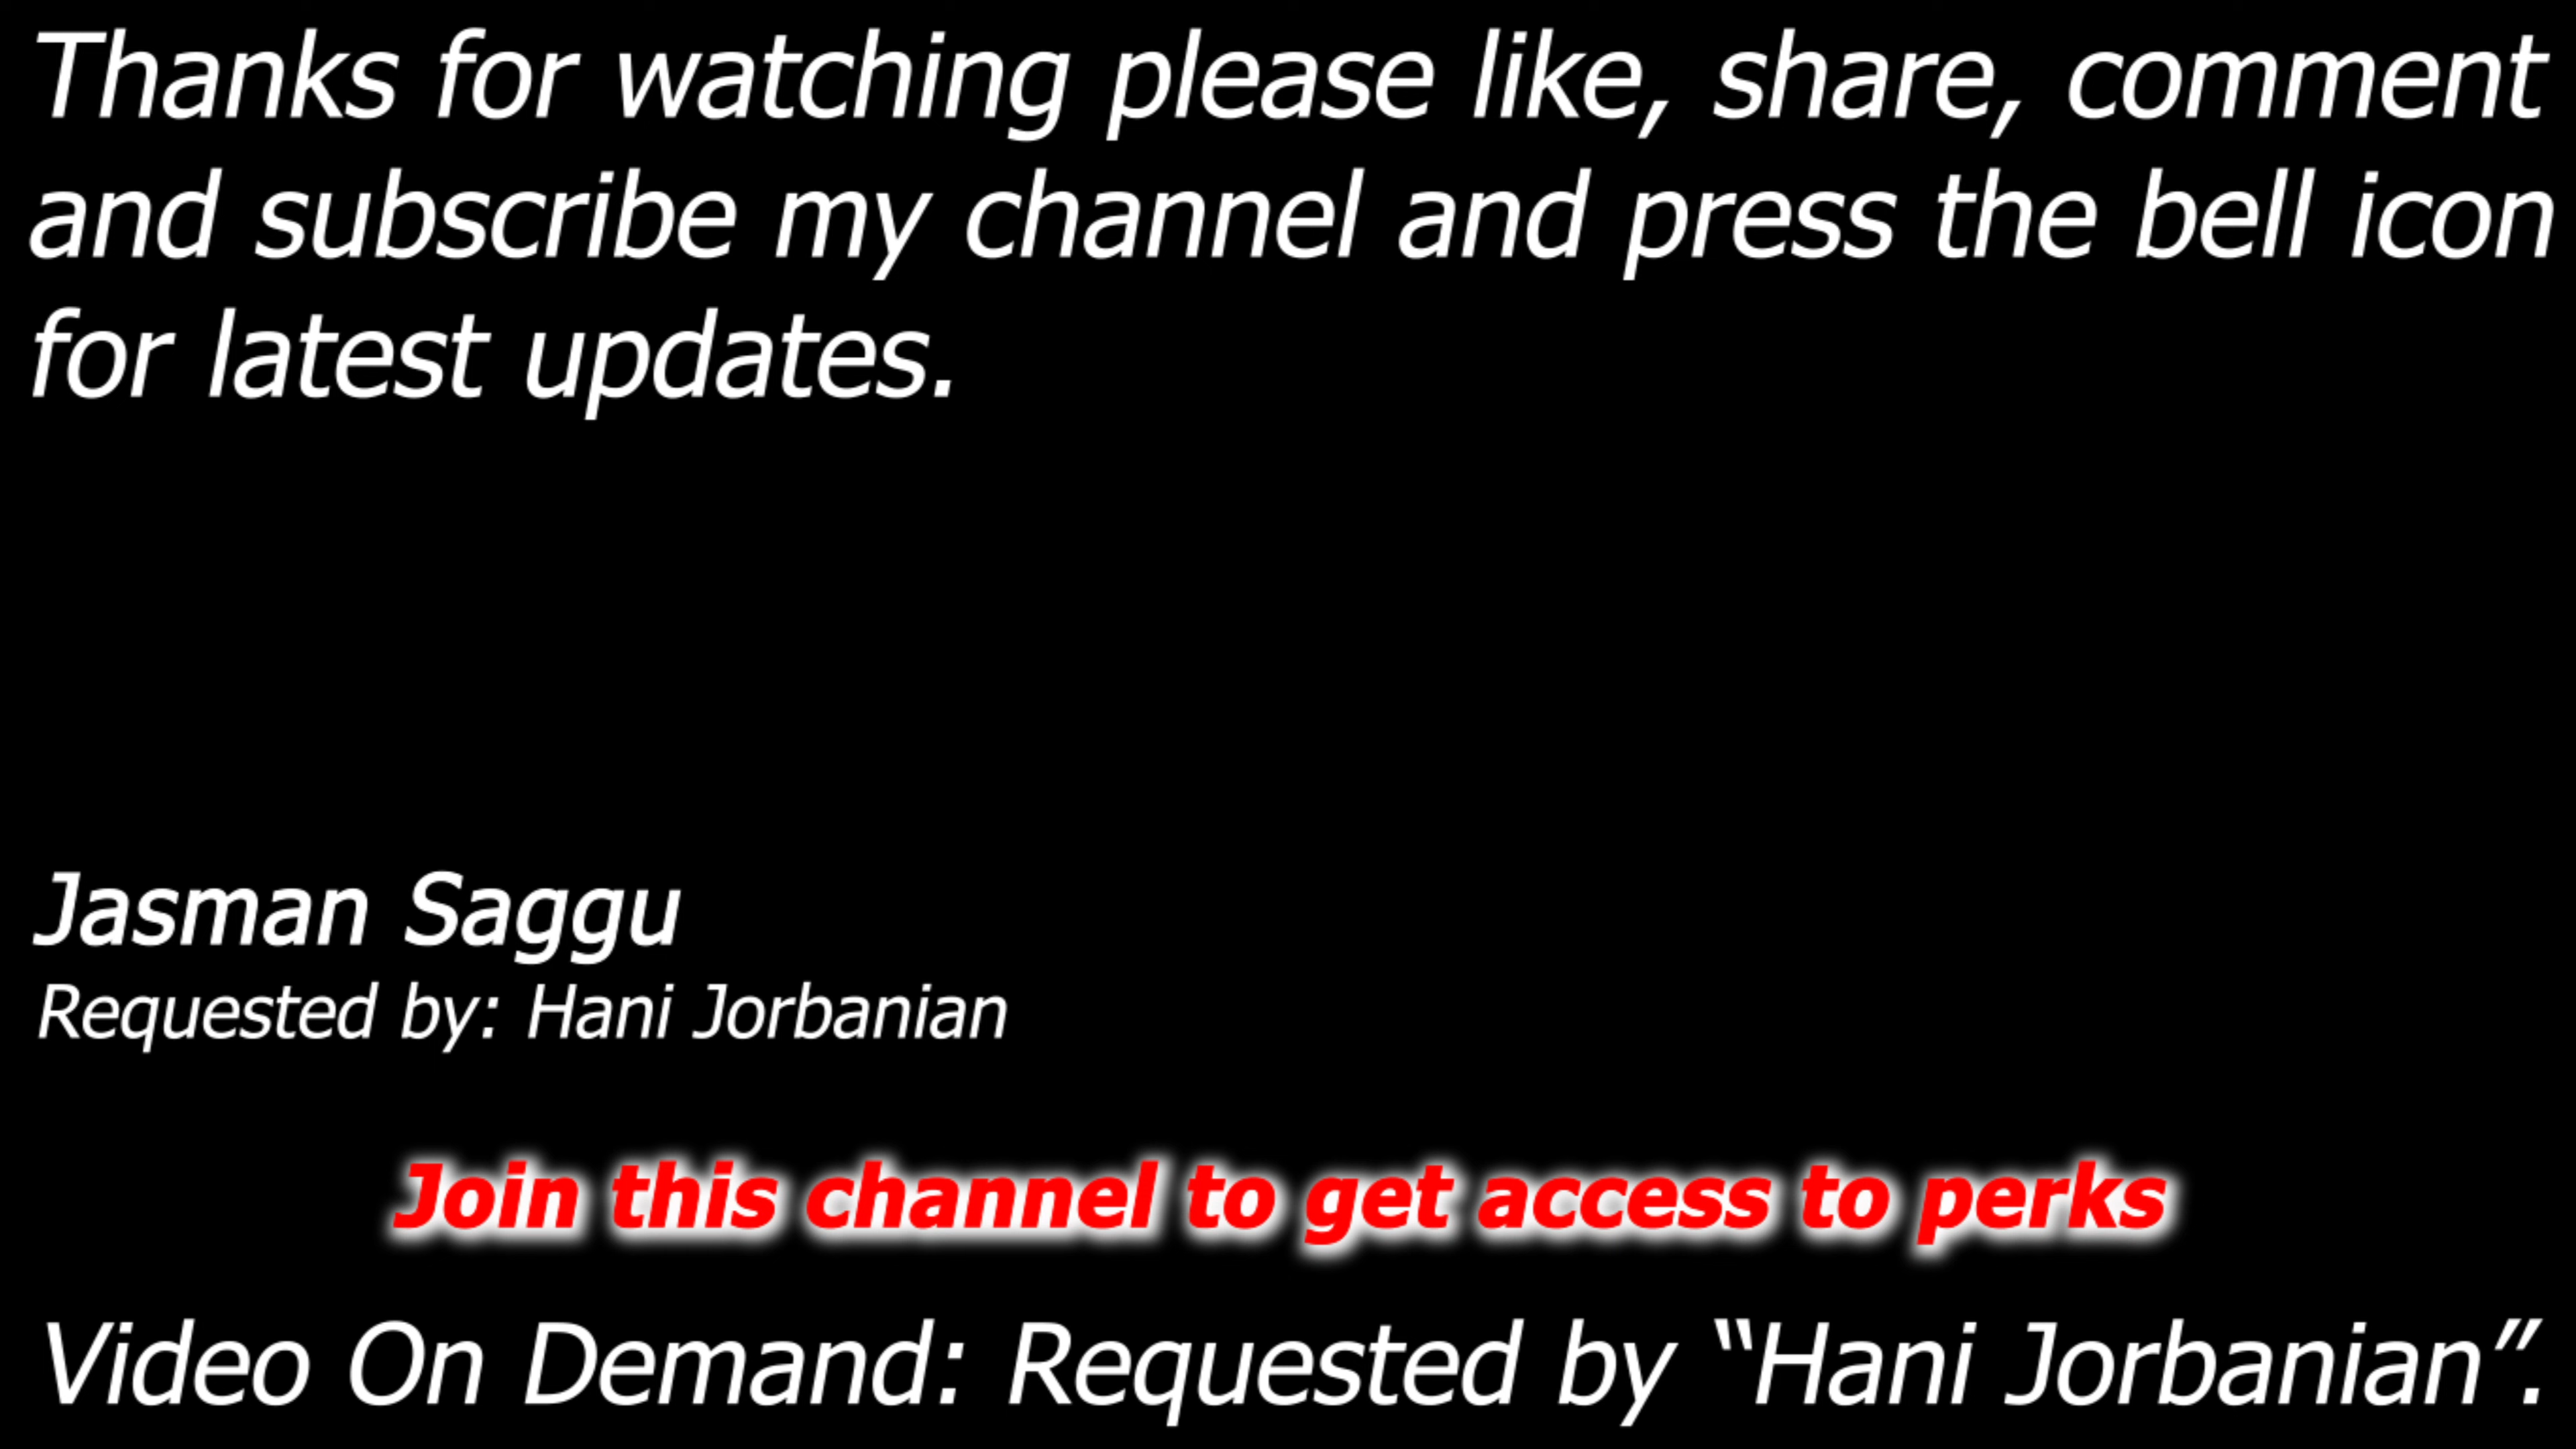 Thanks for watching please like, share, comment
and subscribe my channel and press the bell icon
for latest updates.
Jasman Saggu
Requested by: Hani Jorbanian
Join this channel to get access to perks
Video On Demand: Requested by “Hani Jorbanian”.